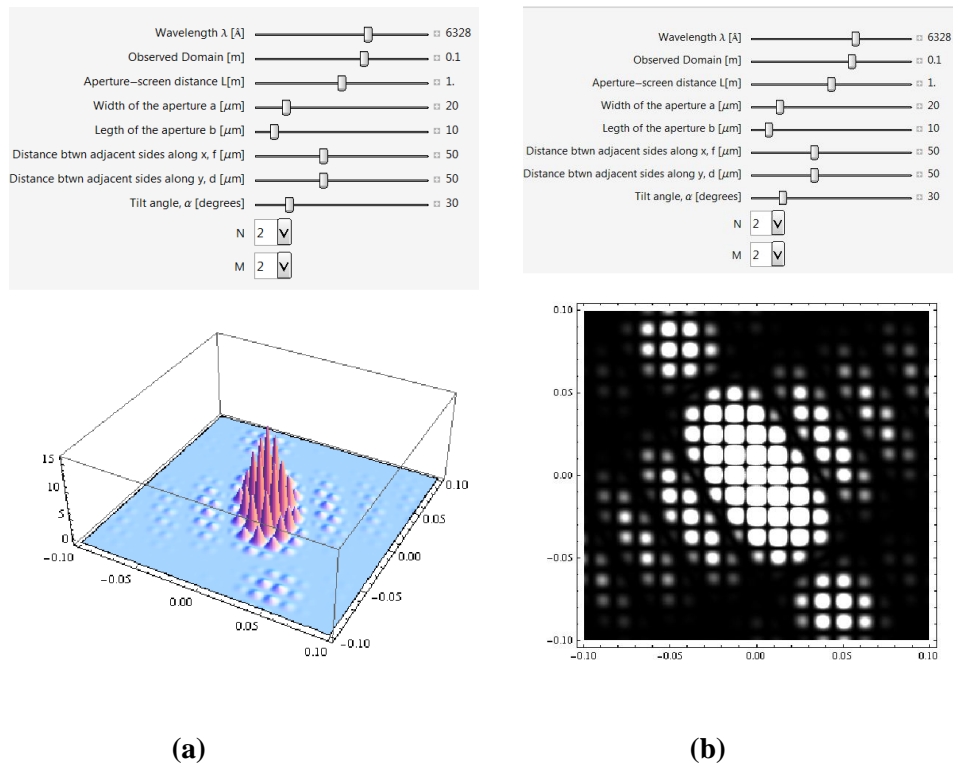 Wavelength λ [Å] 6328
Observed Domain [m] 0.1
Aperture−screen distance L[m] 1.
Width of the aperture a [μm] 20
Legth of the aperture b [μm] 10
Distance btwn adjacent sides along x, f [μm] 50
Distance btwn adjacent sides along y, d [μm] 50
Tilt angle, α [degrees] 30
N 2
M 2
15
10
5
0
−0.10
−0.05
0.00
0.05
0.10
−0.10
−0.05
0.00
0.05
0.10
(a)
Wavelength λ [Å] 6328
Observed Domain [m] 0.1
Aperture−screen distance L[m] 1.
Width of the aperture a [μm] 20
Legth of the aperture b [μm] 10
Distance btwn adjacent sides along x, f [μm] 50
Distance btwn adjacent sides along y, d [μm] 50
Tilt angle, α [degrees] 30
N 2
M 2
0.10
0.05
0.00
−0.05
−0.10
−0.10 −0.05 0.00 0.05 0.10
(b)